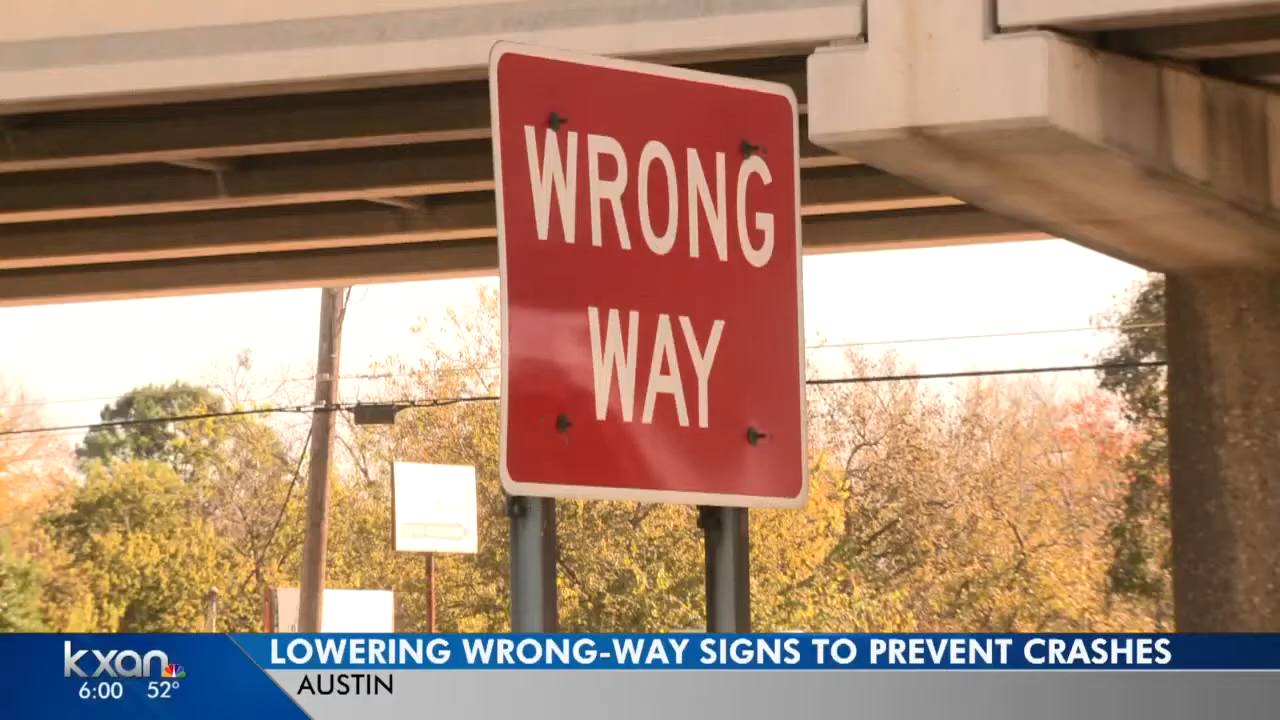 WRONG
WAY
LOWERING WRONG-WAY SIGNS TO PREVENT CRASHES
kxan
6:00 52°
AUSTIN